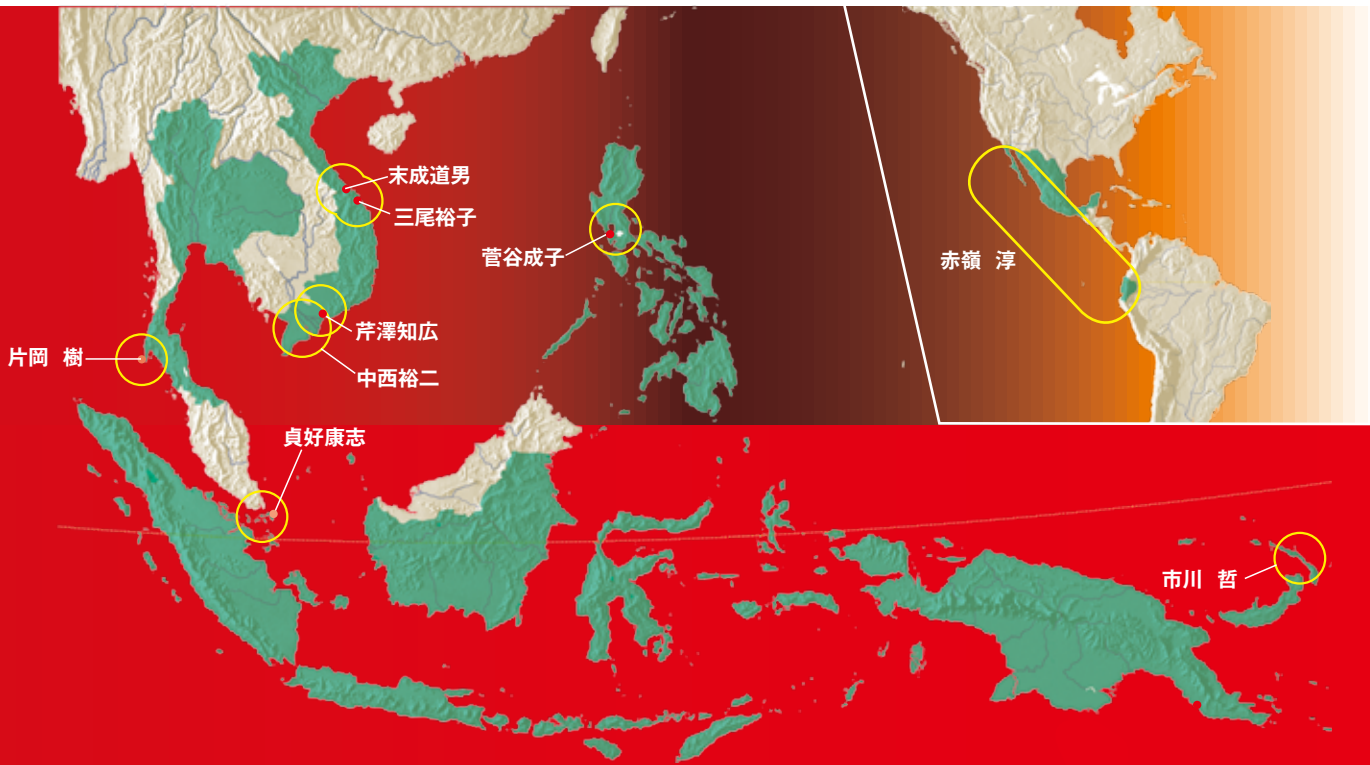 末成道男
三尾裕子
菅谷成子
赤嶺 淳
芹澤知広
片岡 樹
中西裕二
貞好康志
市川 哲